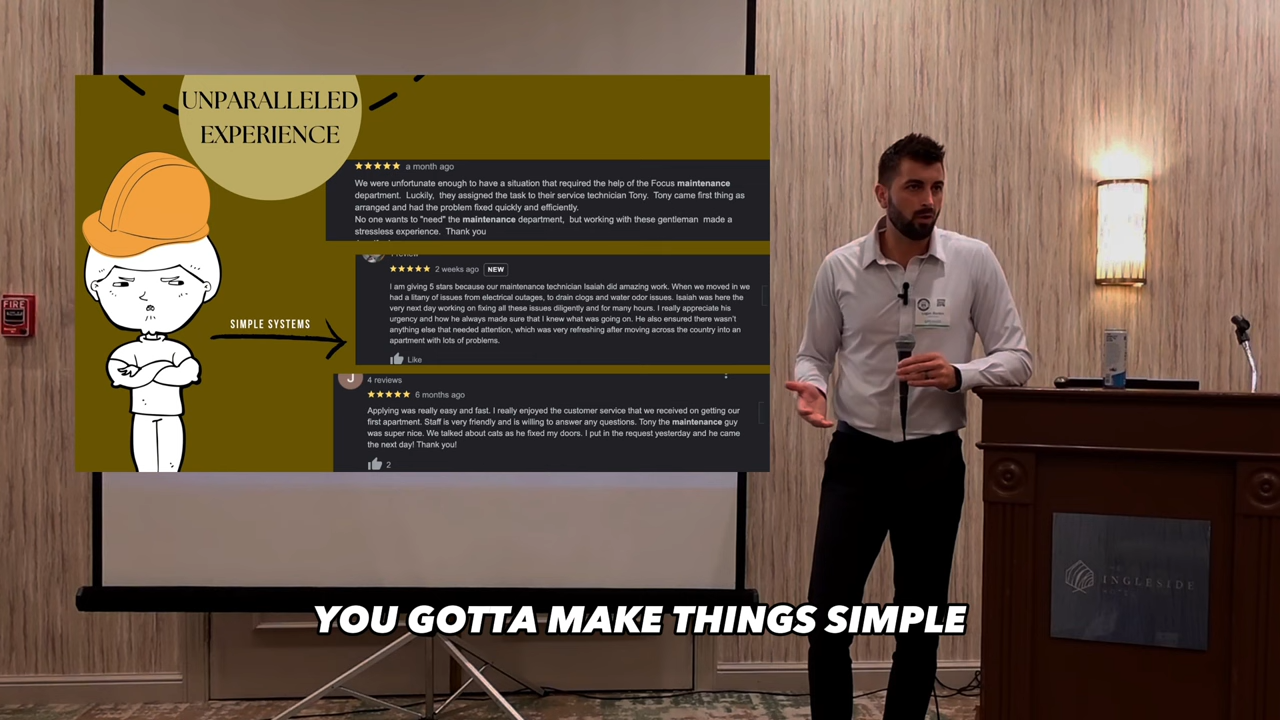 UNPARALLELED
EXPERIENCE
SIMPLE SYSTEMS
★★★★★ a month ago
We were unfortunate enough to have a situation that required the help of the Focus maintenance
department. Luckily, they assigned the task to their service technician Tony. Tony came first thing as
arranged and had the problem fixed quickly and efficiently.
No one wants to "need" the maintenance department, but working with these gentleman made a
stressless experience. Thank you
★★★★★ 2 weeks ago NEW
I am giving 5 stars because our maintenance technician Isaiah did amazing work. When we moved in we
had a litany of issues from electrical outages, to drain clogs and water odor issues. Isaiah was here the
very next day working on fixing all these issues diligently and for many hours. I really appreciate his
urgency and how he always made sure that I knew what was going on. He also ensured there wasn't
anything else that needed attention, which was very refreshing after moving across the country into an
apartment with lots of problems.
Like
J 4 reviews
★★★★★ 6 months ago
Applying was really easy and fast. I really enjoyed the customer service that we received on getting our
first apartment. Staff is very friendly and is willing to answer any questions. Tony the maintenance guy
was super nice. We talked about cats as he fixed my doors. I put in the request yesterday and he came
the next day! Thank you!
2
FIRE
INGLESIDE
YOU GOTTA MAKE THINGS SIMPLE